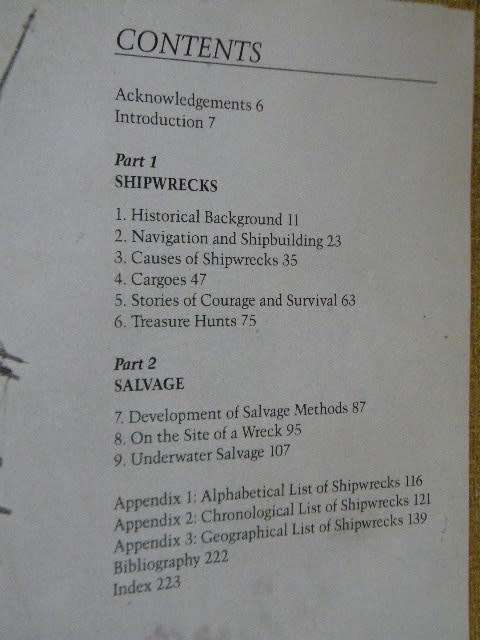 CONTENTS
Acknowledgements 6
Introduction 7
Part 1
SHIPWRECKS
1. Historical Background 11
2. Navigation and Shipbuilding 23
3. Causes of Shipwrecks 35
4. Cargoes 47
5. Stories of Courage and Survival 63
6. Treasure Hunts 75
Part 2
SALVAGE
7. Development of Salvage Methods 87
8. On the Site of a Wreck 95
9. Underwater Salvage 107
Appendix 1: Alphabetical List of Shipwrecks 116
Appendix 2: Chronological List of Shipwrecks 121
Appendix 3: Geographical List of Shipwrecks 139
Bibliography 222
Index 223